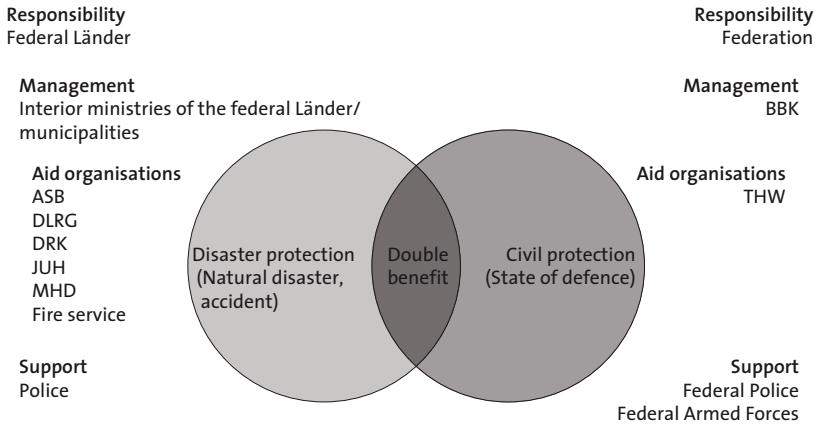 Responsibility
Federal Länder
Management
Interior ministries of the federal Länder/
municipalities
Aid organisations
ASB
DLRG
DRK
JUH
MHD
Fire service
Support
Police
Disaster protection
(Natural disaster,
accident)
Double
benefit
Civil protection
(State of defence)
Responsibility
Federation
Management
BBK
Aid organisations
THW
Support
Federal Police
Federal Armed Forces